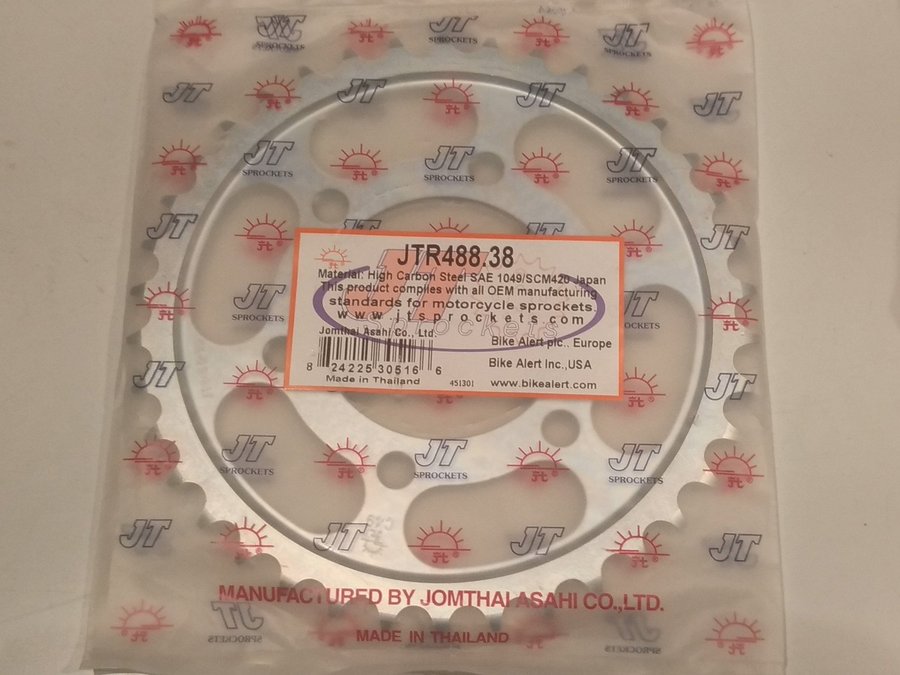 JT
SPROCKETS
JTR488.38
Material: High Carbon Steel SAE 1049/SCM420 Japan
This product complies with all OEM manufacturing
standards for motorcycle sprockets.
www.jtsprockets.com
Jomthai Asahi Co., Ltd.
Bike Alert plc.. Europe
8 24225 30516 6
Bike Alert Inc.,USA
Made in Thailand
451301
www.bikealert.com
MANUFACTURED BY JOMTHAI ASAHI CO.,LTD.
MADE IN THAILAND